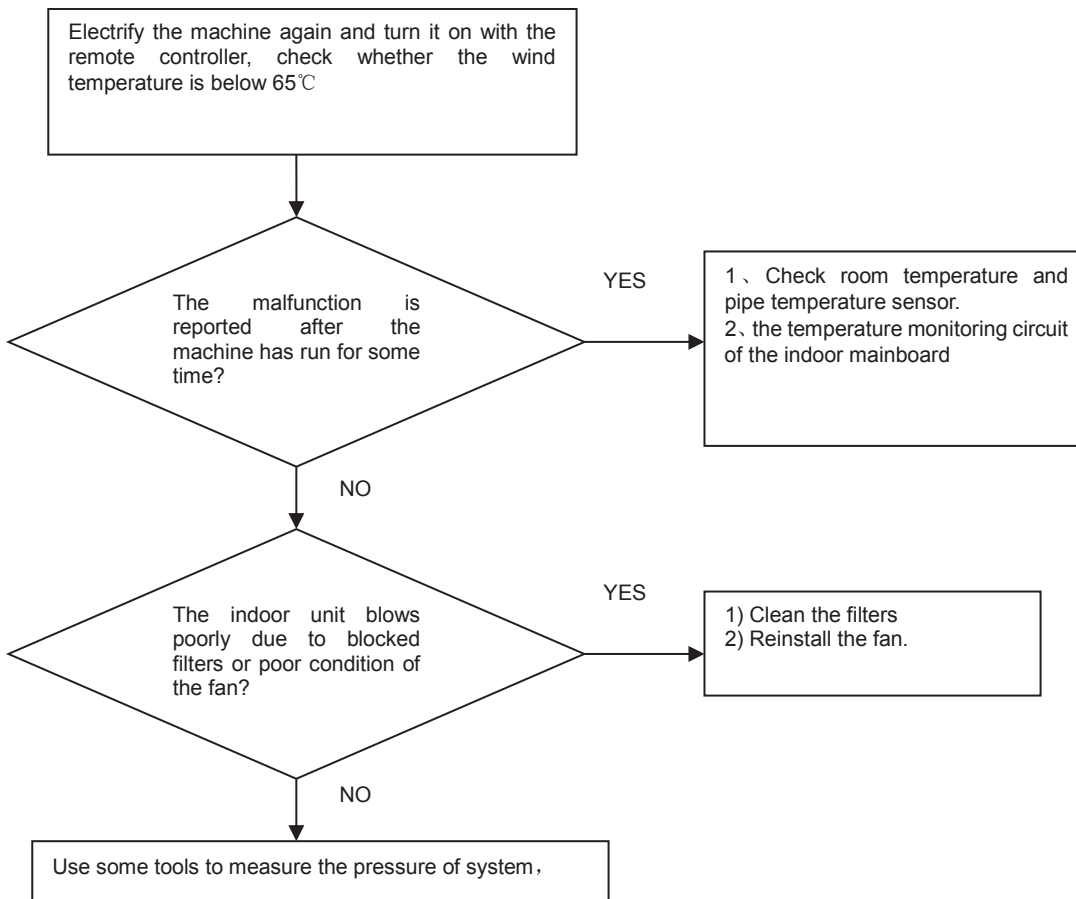 Electrify the machine again and turn it on with the
remote controller, check whether the wind
temperature is below 65℃
The malfunction is
reported after the
machine has run for some
time?
YES
1、Check room temperature and
pipe temperature sensor.
2、the temperature monitoring circuit
of the indoor mainboard
NO
The indoor unit blows
poorly due to blocked
filters or poor condition of
the fan?
YES
1) Clean the filters
2) Reinstall the fan.
NO
Use some tools to measure the pressure of system，